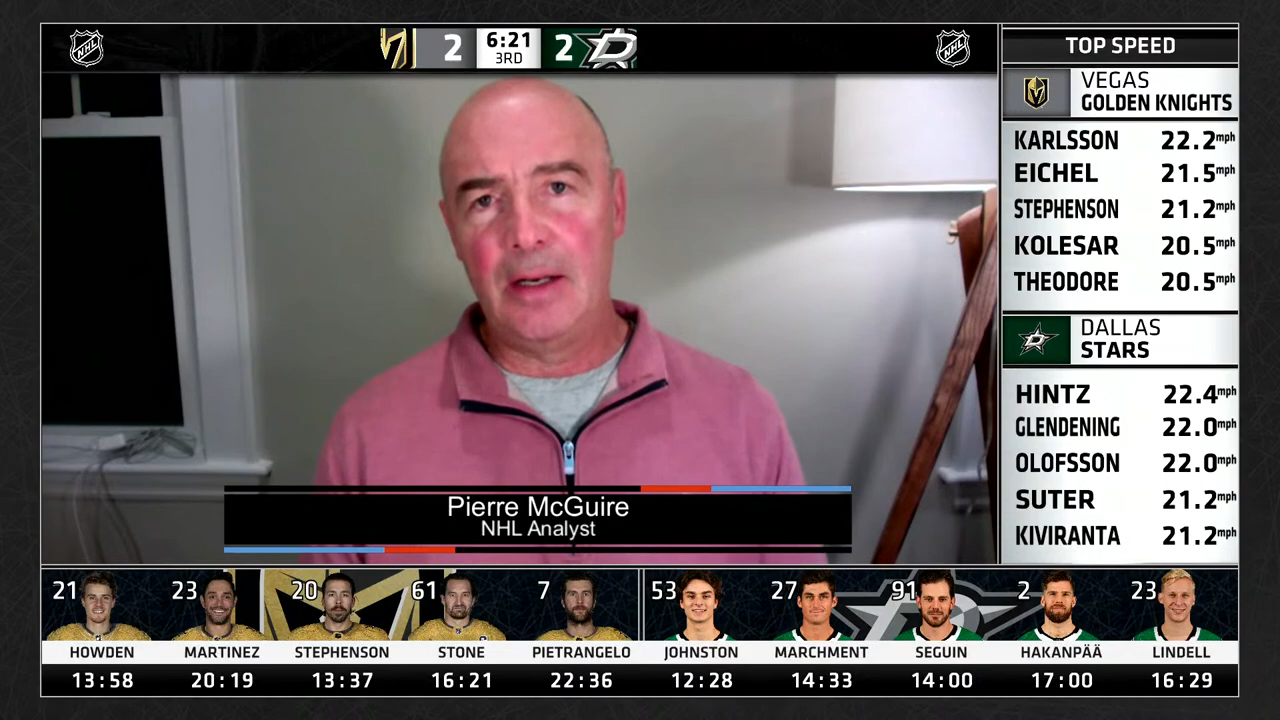 NHL
2
6:21
3RD
2
NHL
TOP SPEED
VEGAS
GOLDEN KNIGHTS
KARLSSON 22.2mph
EICHEL 21.5mph
STEPHENSON 21.2mph
KOLESAR 20.5mph
THEODORE 20.5mph
DALLAS
STARS
HINTZ 22.4mph
GLENDENING 22.0mph
OLOFSSON 22.0mph
SUTER 21.2mph
KIVIRANTA 21.2mph
Pierre McGuire
NHL Analyst
21 23 20 61 7 53 27 91 2 23
HOWDEN MARTINEZ STEPHENSON STONE PIETRANGELO JOHNSTON MARCHMENT SEGUIN HAKANPÄÄ LINDELL
13:58 20:19 13:37 16:21 22:36 12:28 14:33 14:00 17:00 16:29